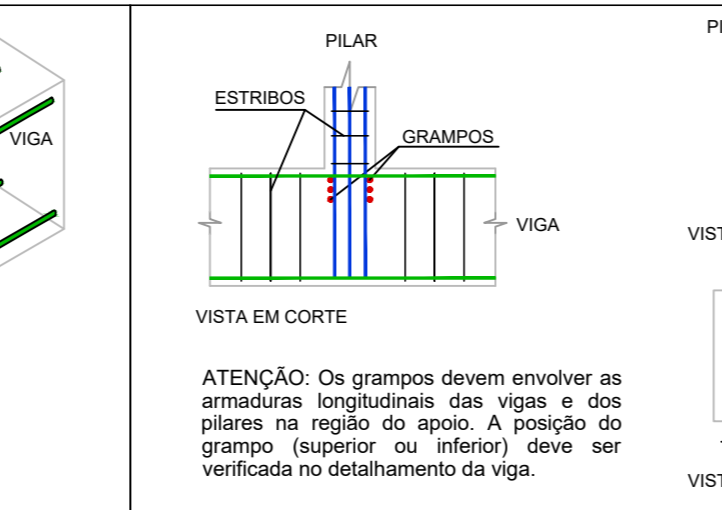 PILAR
ESTRIBOS
GRAMPOS
VIGA
VIGA
VISTA EM CORTE
ATENÇÃO: Os grampos devem envolver as
armaduras longitudinais das vigas e dos
pilares na região do apoio. A posição do
grampo (superior ou inferior) deve ser
verificada no detalhamento da viga.